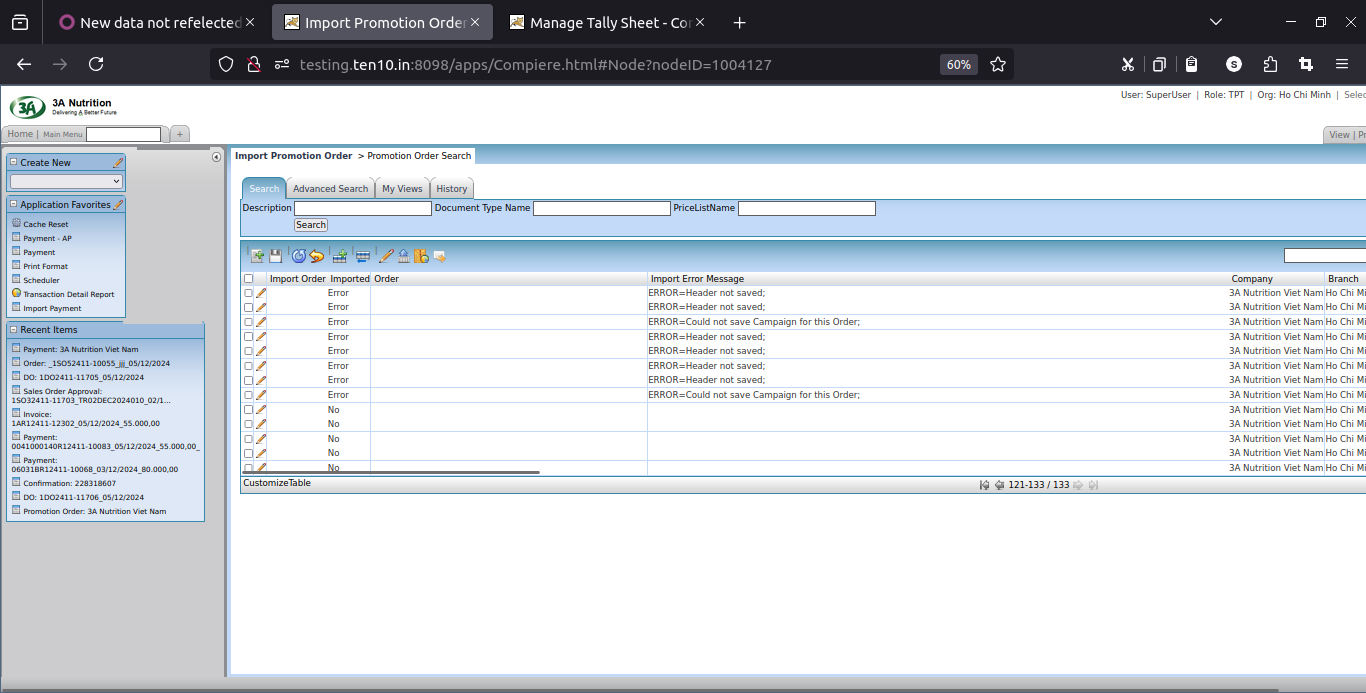 New data not refelected
Import Promotion Order
Manage Tally Sheet - Co
testing.ten10.in:8098/apps/Compiere.html#Node?nodeID=1004127
60%
S
3A
3A Nutrition
Delivering A Better Future
User: SuperUser | Role: TPT | Org: Ho Chi Minh | Selec
Home | Main Menu
+
View | Pr
Create New
Application Favorites
Cache Reset
Payment - AP
Payment
Print Format
Scheduler
Transaction Detail Report
Import Payment
Recent Items
Payment: 3A Nutrition Viet Nam
Order: _1SO52411-10055_ _05/12/2024
DO: 1DO2411-11705_05/12/2024
Sales Order Approval:
1SO32411-11703_TR02DEC2024010_02/1...
Invoice:
1AR12411-12302_05/12/2024_55.000,00
Payment:
0041000140R12411-10083_05/12/2024_55.000,00_
Payment:
06031BR12411-10068_03/12/2024_80.000,00
Confirmation: 228318607
DO: 1DO2411-11706_05/12/2024
Promotion Order: 3A Nutrition Viet Nam
Import Promotion Order > Promotion Order Search
Search Advanced Search My Views History
Description Document Type Name PriceListName
Search
Import Order Imported Order Import Error Message Company Branch
Error ERROR=Header not saved; 3A Nutrition Viet Nam Ho Chi Mi
Error ERROR=Header not saved; 3A Nutrition Viet Nam Ho Chi Mi
Error ERROR=Could not save Campaign for this Order; 3A Nutrition Viet Nam Ho Chi Mi
Error ERROR=Header not saved; 3A Nutrition Viet Nam Ho Chi Mi
Error ERROR=Header not saved; 3A Nutrition Viet Nam Ho Chi Mi
Error ERROR=Header not saved; 3A Nutrition Viet Nam Ho Chi Mi
Error ERROR=Header not saved; 3A Nutrition Viet Nam Ho Chi Mi
Error ERROR=Could not save Campaign for this Order; 3A Nutrition Viet Nam Ho Chi Mi
No 3A Nutrition Viet Nam Ho Chi Mi
No 3A Nutrition Viet Nam Ho Chi Mi
No 3A Nutrition Viet Nam Ho Chi Mi
No 3A Nutrition Viet Nam Ho Chi Mi
No 3A Nutrition Viet Nam Ho Chi Mi
CustomizeTable 121-133 / 133